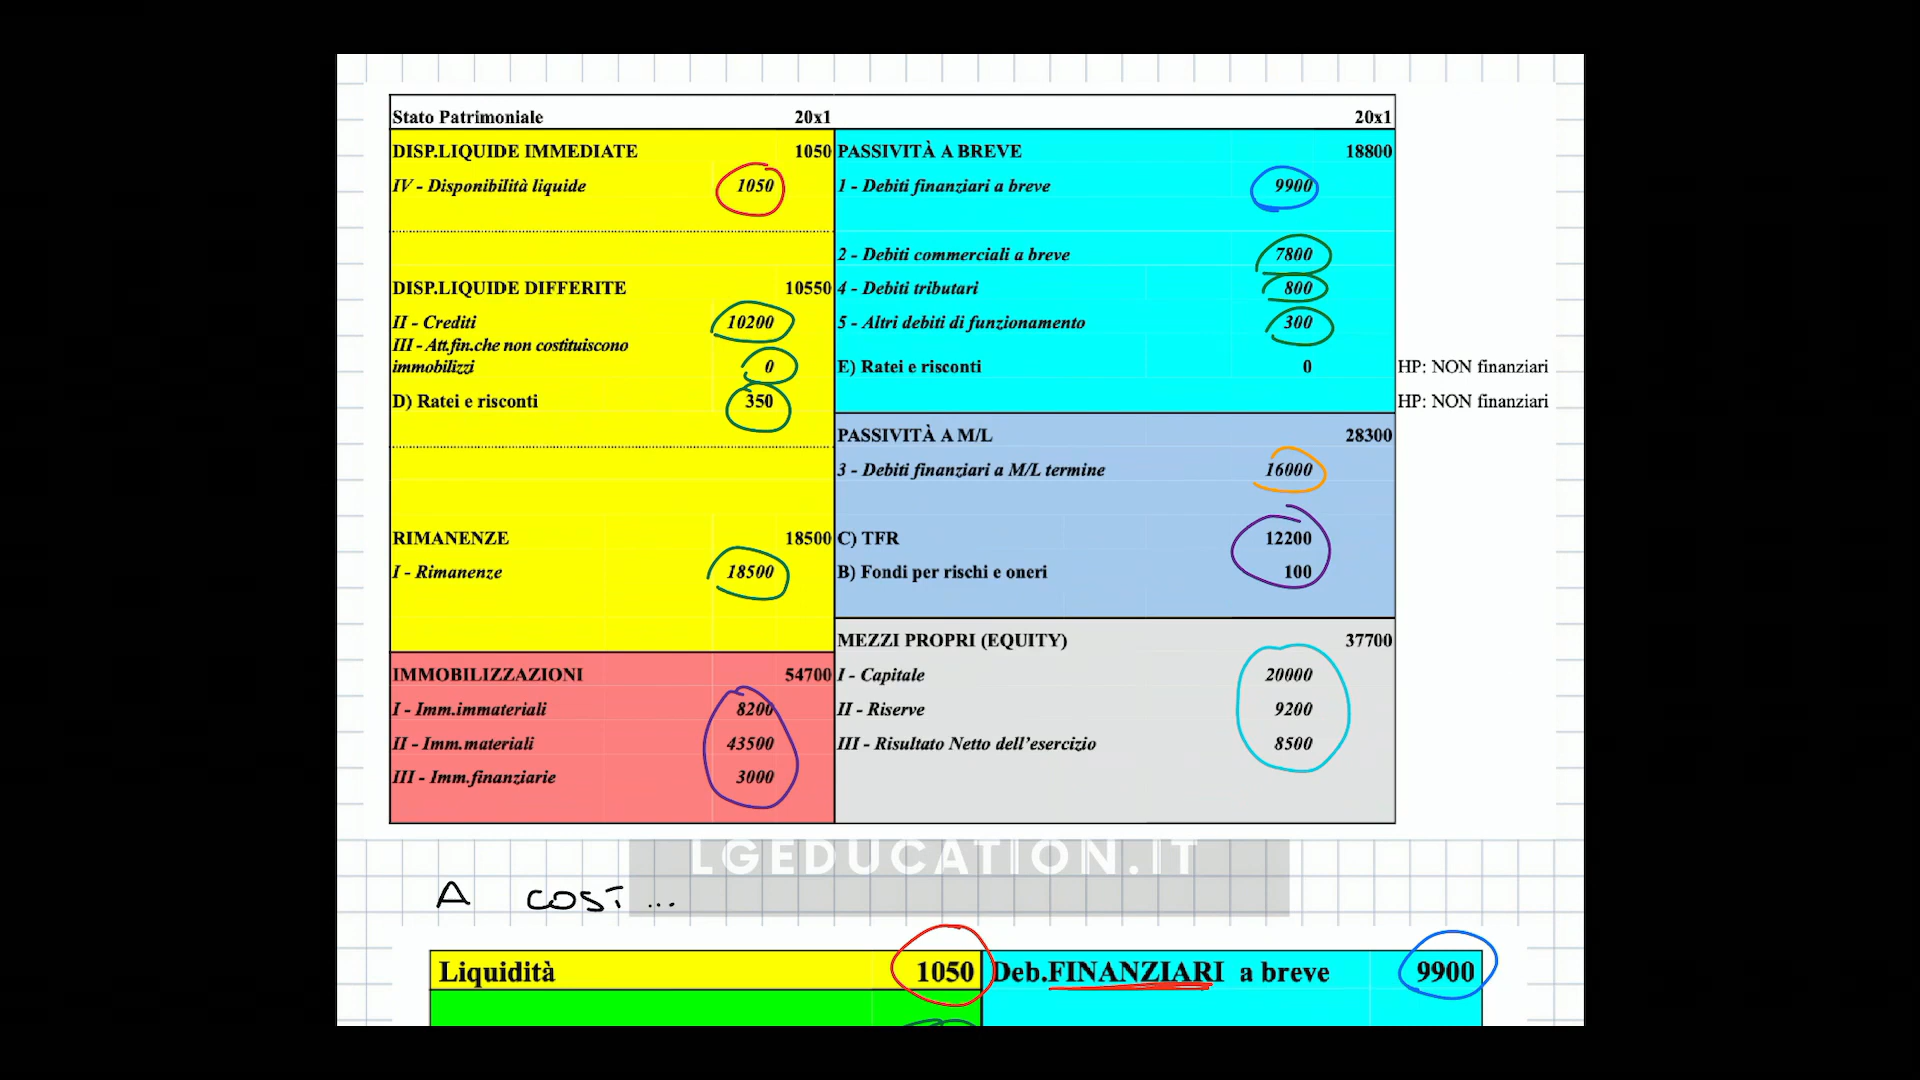 Stato Patrimoniale 20x1 20x1
DISP.LIQUIDE IMMEDIATE 1050 PASSIVITÀ A BREVE 18800
IV - Disponibilità liquide 1050 1 - Debiti finanziari a breve 9900
2 - Debiti commerciali a breve 7800
DISP.LIQUIDE DIFFERITE 10550 4 - Debiti tributari 800
II - Crediti 10200 5 - Altri debiti di funzionamento 300
III - Att.fin.che non costituiscono
immobilizzi 0 E) Ratei e risconti 0 HP: NON finanziari
D) Ratei e risconti 350 HP: NON finanziari
PASSIVITÀ A M/L 28300
3 - Debiti finanziari a M/L termine 16000
RIMANENZE 18500 C) TFR 12200
I - Rimanenze 18500 B) Fondi per rischi e oneri 100
MEZZI PROPRI (EQUITY) 37700
IMMOBILIZZAZIONI 54700 I - Capitale 20000
I - Imm.immateriali 8200 II - Riserve 9200
II - Imm.materiali 43500 III - Risultato Netto dell'esercizio 8500
III - Imm.finanziarie 3000
LGEDUCATION.IT
A COSÌ ...
Liquidità 1050 Deb.FINANZIARI a breve 9900